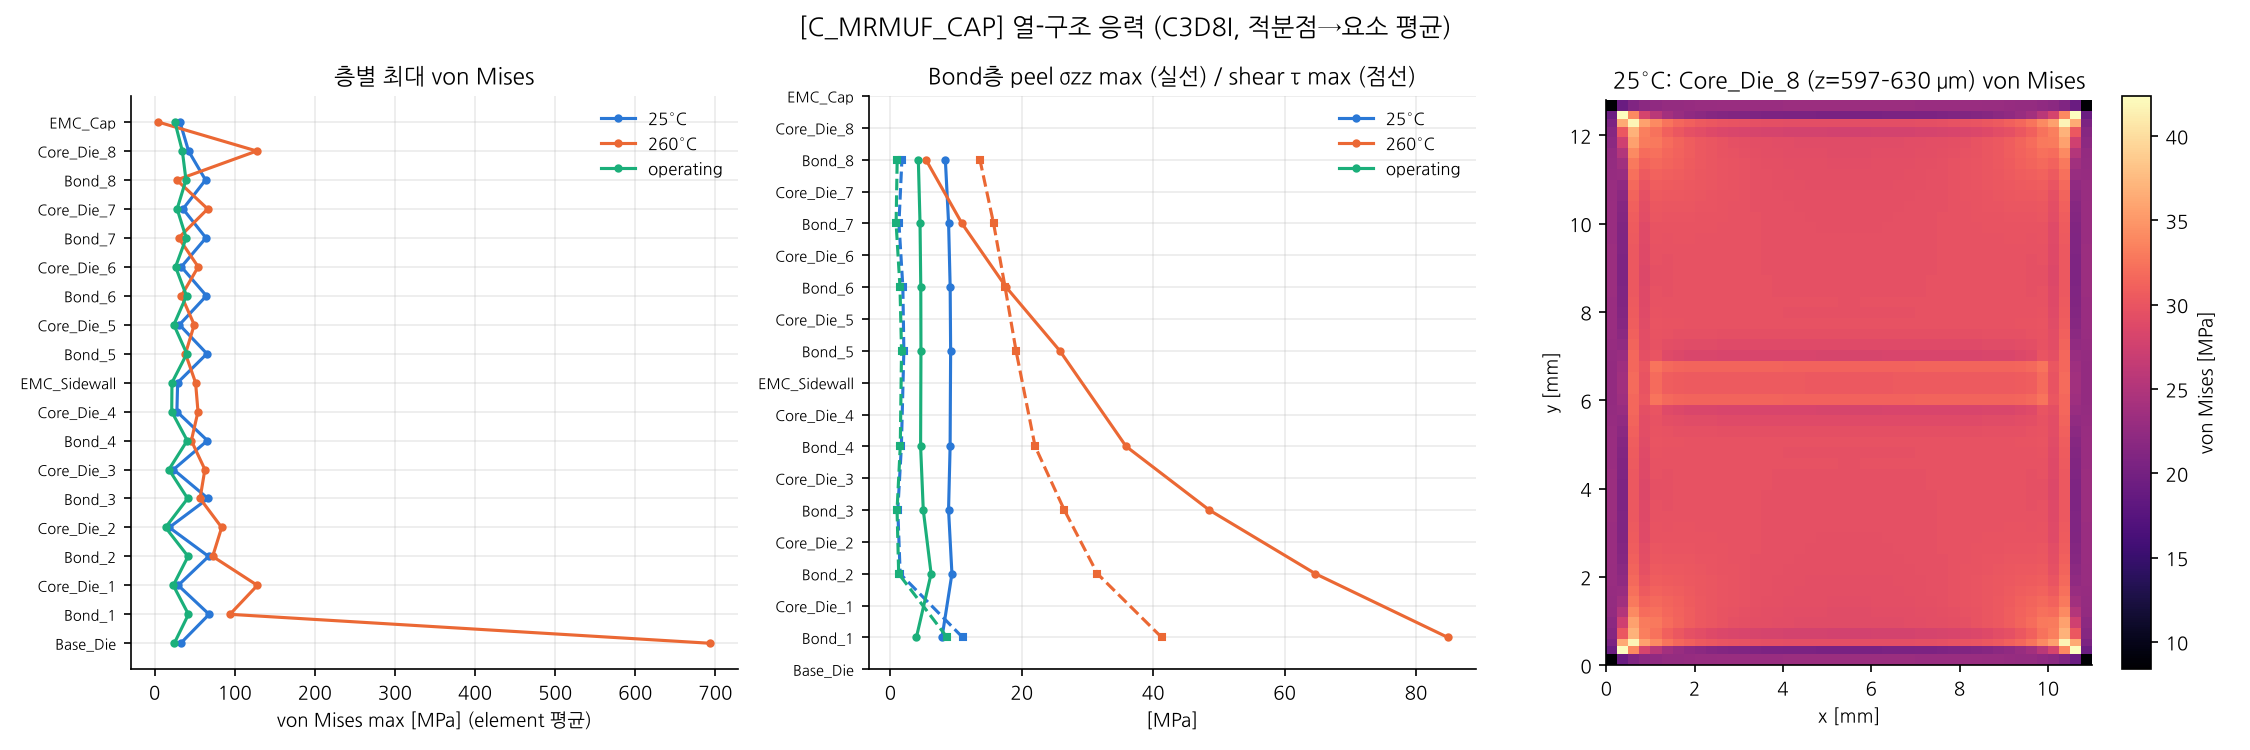 [C_MRMUF_CAP] 열-구조 응력 (C3D8I, 적분점→요소 평균)
층별 최대 von Mises
EMC_Cap
Core_Die_8
Bond_8
Core_Die_7
Bond_7
Core_Die_6
Bond_6
Core_Die_5
Bond_5
EMC_Sidewall
Core_Die_4
Bond_4
Core_Die_3
Bond_3
Core_Die_2
Bond_2
Core_Die_1
Bond_1
Base_Die
25°C
260°C
operating
0 100 200 300 400 500 600 700
von Mises max [MPa] (element 평균)
Bond층 peel σzz max (실선) / shear τ max (점선)
EMC_Cap
Core_Die_8
Bond_8
Core_Die_7
Bond_7
Core_Die_6
Bond_6
Core_Die_5
Bond_5
EMC_Sidewall
Core_Die_4
Bond_4
Core_Die_3
Bond_3
Core_Die_2
Bond_2
Core_Die_1
Bond_1
Base_Die
25°C
260°C
operating
0 20 40 60 80
[MPa]
25°C: Core_Die_8 (z=597-630 µm) von Mises
y [mm]
12
10
8
6
4
2
0
0 2 4 6 8 10
x [mm]
40
35
30
25
20
15
10
von Mises [MPa]